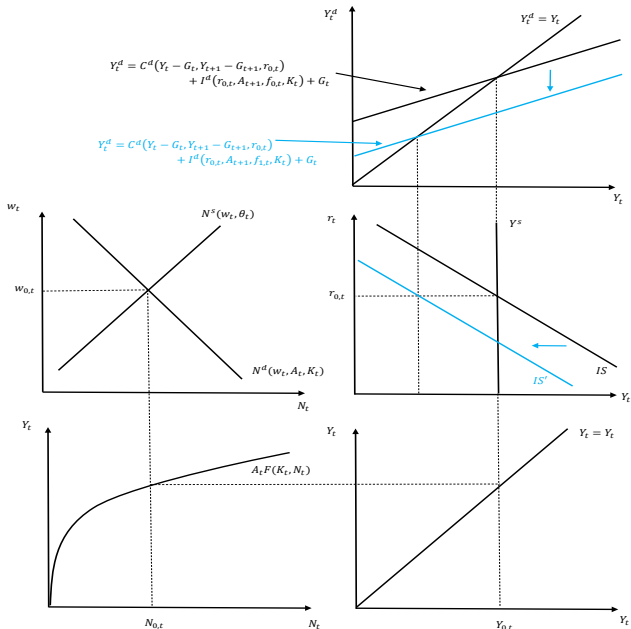 Y_t^d
Y_t^d = Y_t
Y_t^d = C^d(Y_t − G_t, Y_{t+1} − G_{t+1}, r_{0,t})
+ I^d(r_{0,t}, A_{t+1}, f_{0,t}, K_t) + G_t
Y_t^d = C^d(Y_t − G_t, Y_{t+1} − G_{t+1}, r_{0,t})
+ I^d(r_{0,t}, A_{t+1}, f_{1,t}, K_t) + G_t
Y_t
w_t
N^s(w_t, θ_t)
w_{0,t}
N^d(w_t, A_t, K_t)
N_t
r_t
Y^s
r_{0,t}
IS
IS′
Y_t
Y_t
A_tF(K_t, N_t)
N_{0,t}
N_t
Y_t
Y_t = Y_t
Y_{0,t}
Y_t